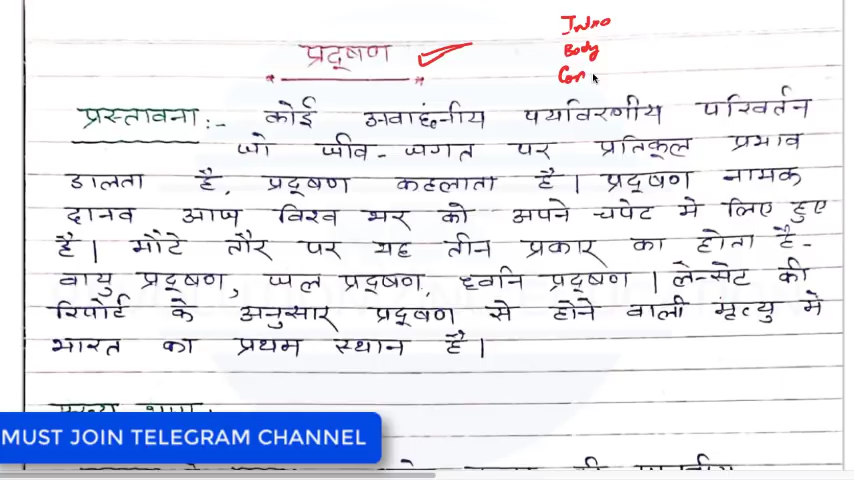 Intro
प्रदूषण
Body
Con
प्रस्तावना :- कोई अवाछंनीय पर्यावरणीय परिवर्तन
जो जीव-जगत पर प्रतिकूल प्रभाव
डालता है, प्रदूषण कहलाता है। प्रदूषण नामक
दानव आज विश्व भर को अपने चपेट मे लिए हुए
है। मोटे तौर पर यह तीन प्रकार का होता है-
वायु प्रदूषण, जल प्रदूषण, ध्वनि प्रदूषण। लेन्सेट की
रिपोर्ट के अनुसार प्रदूषण से होने वाली मृत्यु मे
भारत का प्रथम स्थान है।
MUST JOIN TELEGRAM CHANNEL